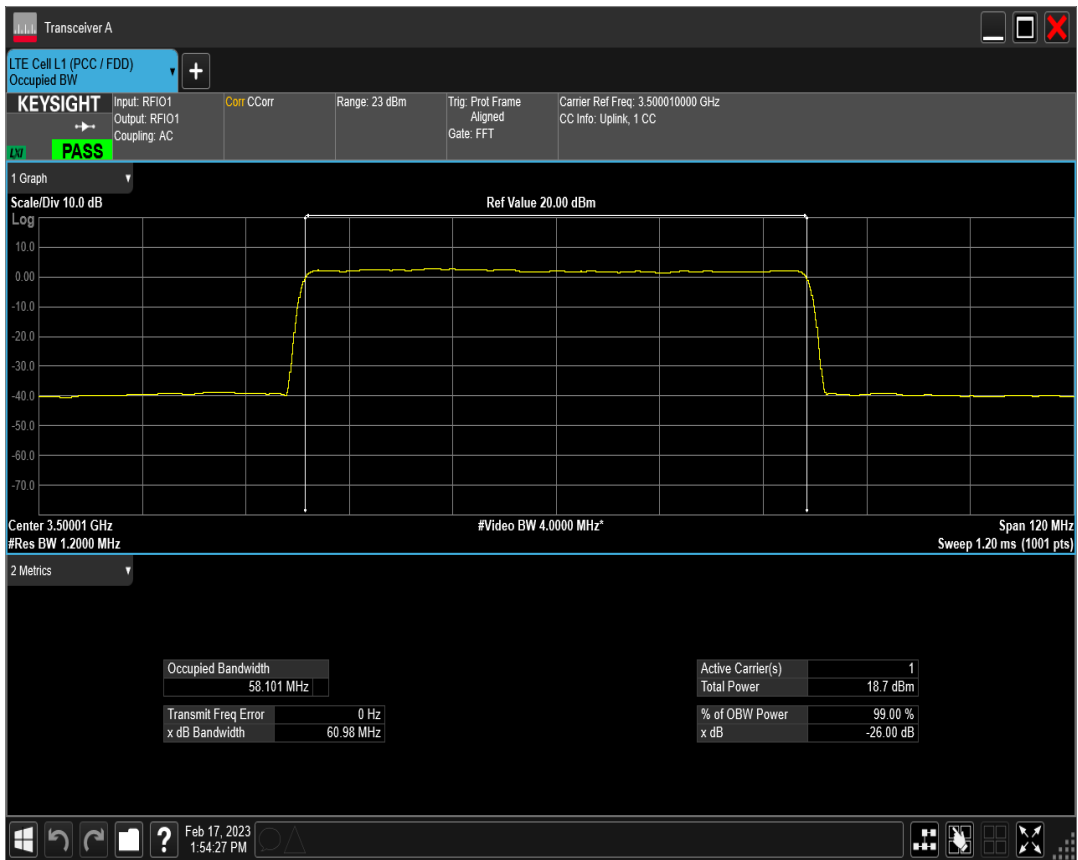 Transceiver A
LTE Cell L1 (PCC / FDD)
Occupied BW
KEYSIGHT
LXI
PASS
Input: RFIO1
Output: RFIO1
Coupling: AC
Corr CCorr
Range: 23 dBm
Trig: Prot Frame
Aligned
Gate: FFT
Carrier Ref Freq: 3.500010000 GHz
CC Info: Uplink, 1 CC
1 Graph
Scale/Div 10.0 dB
Ref Value 20.00 dBm
Log
10.0
0.00
-10.0
-20.0
-30.0
-40.0
-50.0
-60.0
-70.0
Center 3.50001 GHz
#Video BW 4.0000 MHz*
Span 120 MHz
#Res BW 1.2000 MHz
Sweep 1.20 ms (1001 pts)
2 Metrics
Occupied Bandwidth
58.101 MHz
Transmit Freq Error 0 Hz
x dB Bandwidth 60.98 MHz
Active Carrier(s) 1
Total Power 18.7 dBm
% of OBW Power 99.00 %
x dB -26.00 dB
Feb 17, 2023
1:54:27 PM